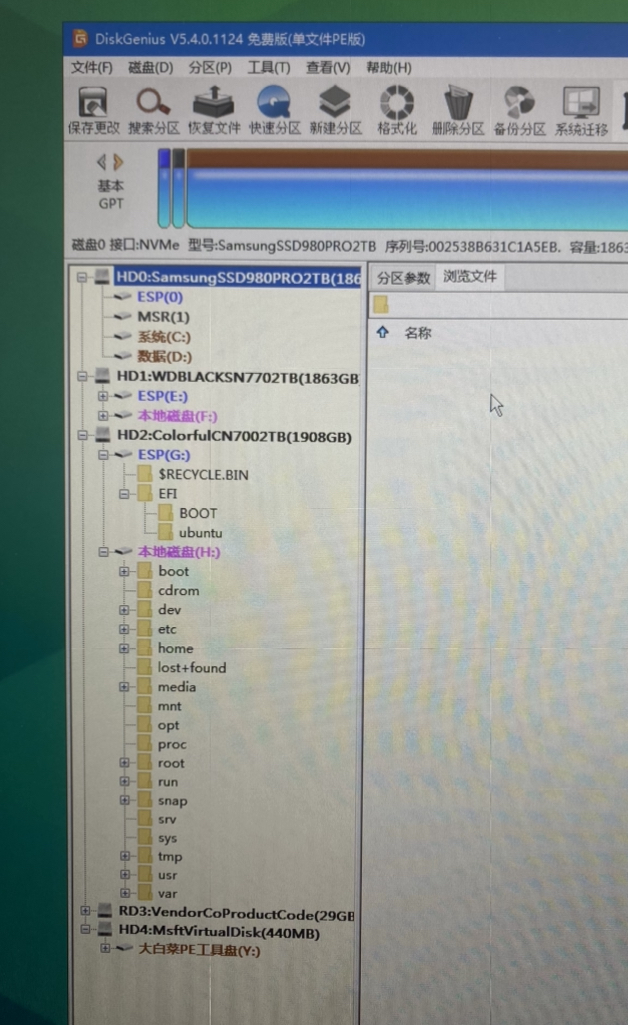 DiskGenius V5.4.0.1124 免费版(单文件PE版)
文件(F) 磁盘(D) 分区(P) 工具(T) 查看(V) 帮助(H)
保存更改 搜索分区 恢复文件 快速分区 新建分区 格式化 删除分区 备份分区 系统迁移
基本
GPT
磁盘0 接口:NVMe 型号:SamsungSSD980PRO2TB 序列号:002538B631C1A5EB. 容量:1863
HD0:SamsungSSD980PRO2TB(186
分区参数 浏览文件
ESP(0)
MSR(1)
名称
系统(C:)
数据(D:)
HD1:WDBLACKSN7702TB(1863GB
ESP(E:)
本地磁盘(F:)
HD2:ColorfulCN7002TB(1908GB)
ESP(G:)
$RECYCLE.BIN
EFI
BOOT
ubuntu
本地磁盘(H:)
boot
cdrom
dev
etc
home
lost+found
media
mnt
opt
proc
root
run
snap
srv
sys
tmp
usr
var
RD3:VendorCoProductCode(29GB
HD4:MsftVirtualDisk(440MB)
大白菜PE工具盘(Y:)